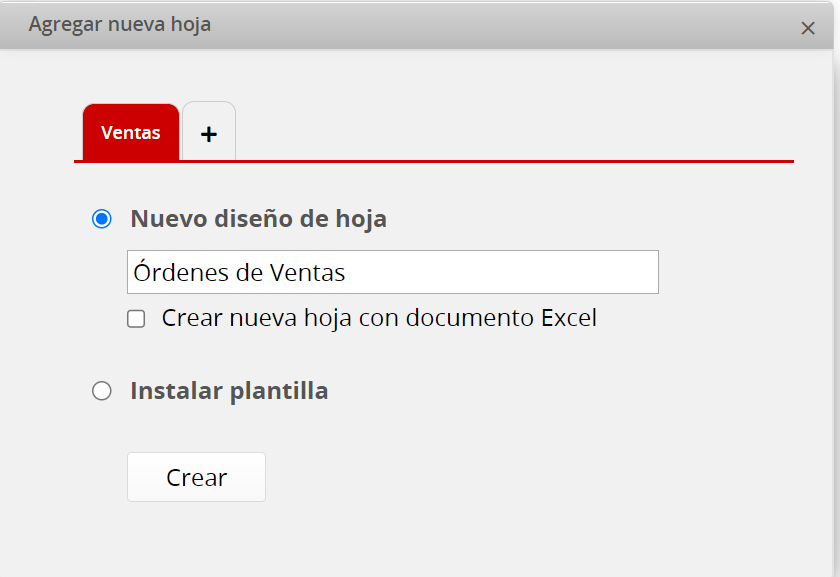 Agregar nueva hoja
Ventas
+
Nuevo diseño de hoja
Órdenes de Ventas
Crear nueva hoja con documento Excel
Instalar plantilla
Crear